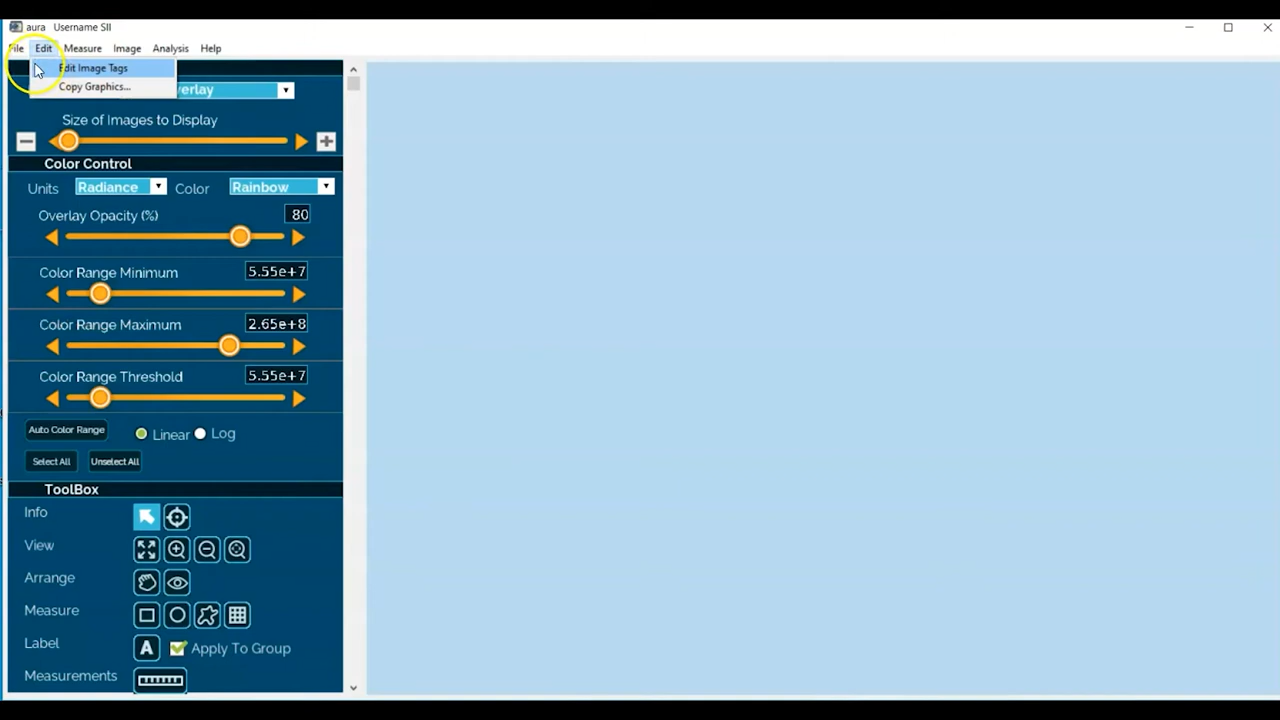 aura Username SII
File Edit Measure Image Analysis Help
Edit Image Tags
Copy Graphics...
Overlay
Size of Images to Display
Color Control
Units Radiance Color Rainbow
Overlay Opacity (%) 80
Color Range Minimum 5.55e+7
Color Range Maximum 2.65e+8
Color Range Threshold 5.55e+7
Auto Color Range Linear Log
Select All Unselect All
ToolBox
Info
View
Arrange
Measure
Label A Apply To Group
Measurements